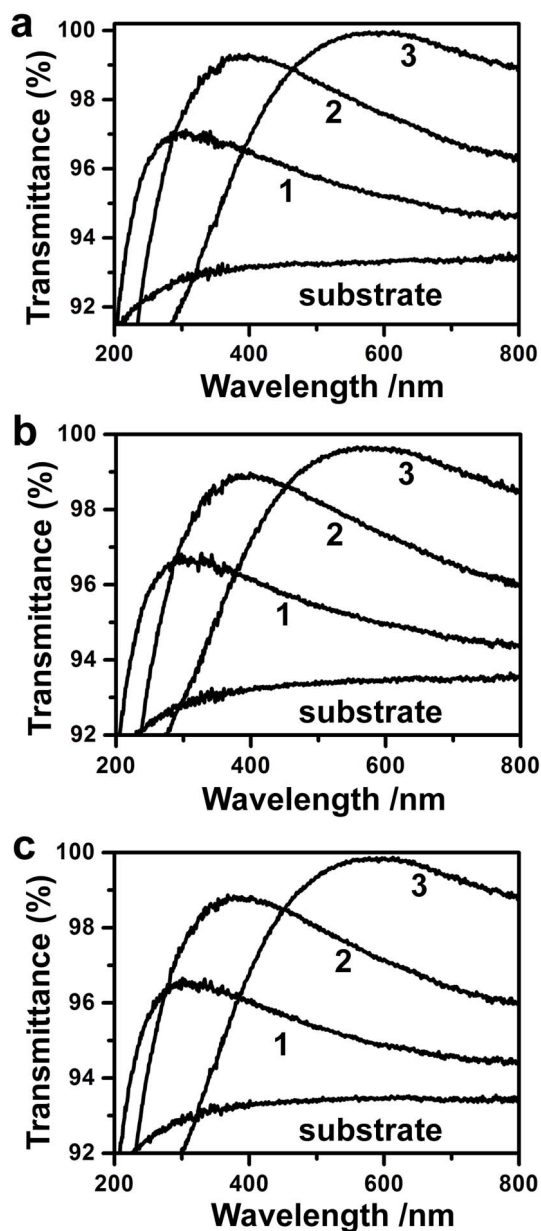 a
Transmittance (%)
100
98
96
94
92
3
2
1
substrate
200 400 600 800
Wavelength /nm
b
Transmittance (%)
100
98
96
94
92
3
2
1
substrate
200 400 600 800
Wavelength /nm
c
Transmittance (%)
100
98
96
94
92
3
2
1
substrate
200 400 600 800
Wavelength /nm